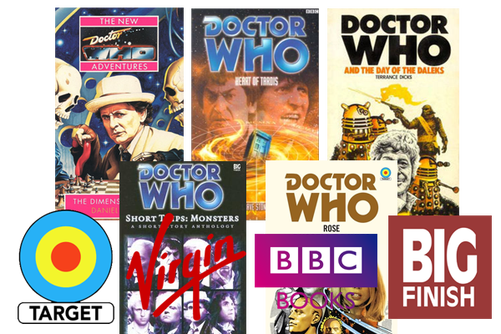 THE NEW
Doctor
WHO
ADVENTURES
THE DIMENS
DANIE
DOCTOR
WHO
BBC
HEART OF TARDIS
DOCTOR
WHO
AND THE DAY OF THE DALEKS
TERRANCE DICKS
DOCTOR
WHO
SHORT TRIPS: MONSTERS
A SHORT STORY ANTHOLOGY
Virgin
DOCTOR
WHO
ROSE
TARGET
BBC
BOOKS
BIG
FINISH